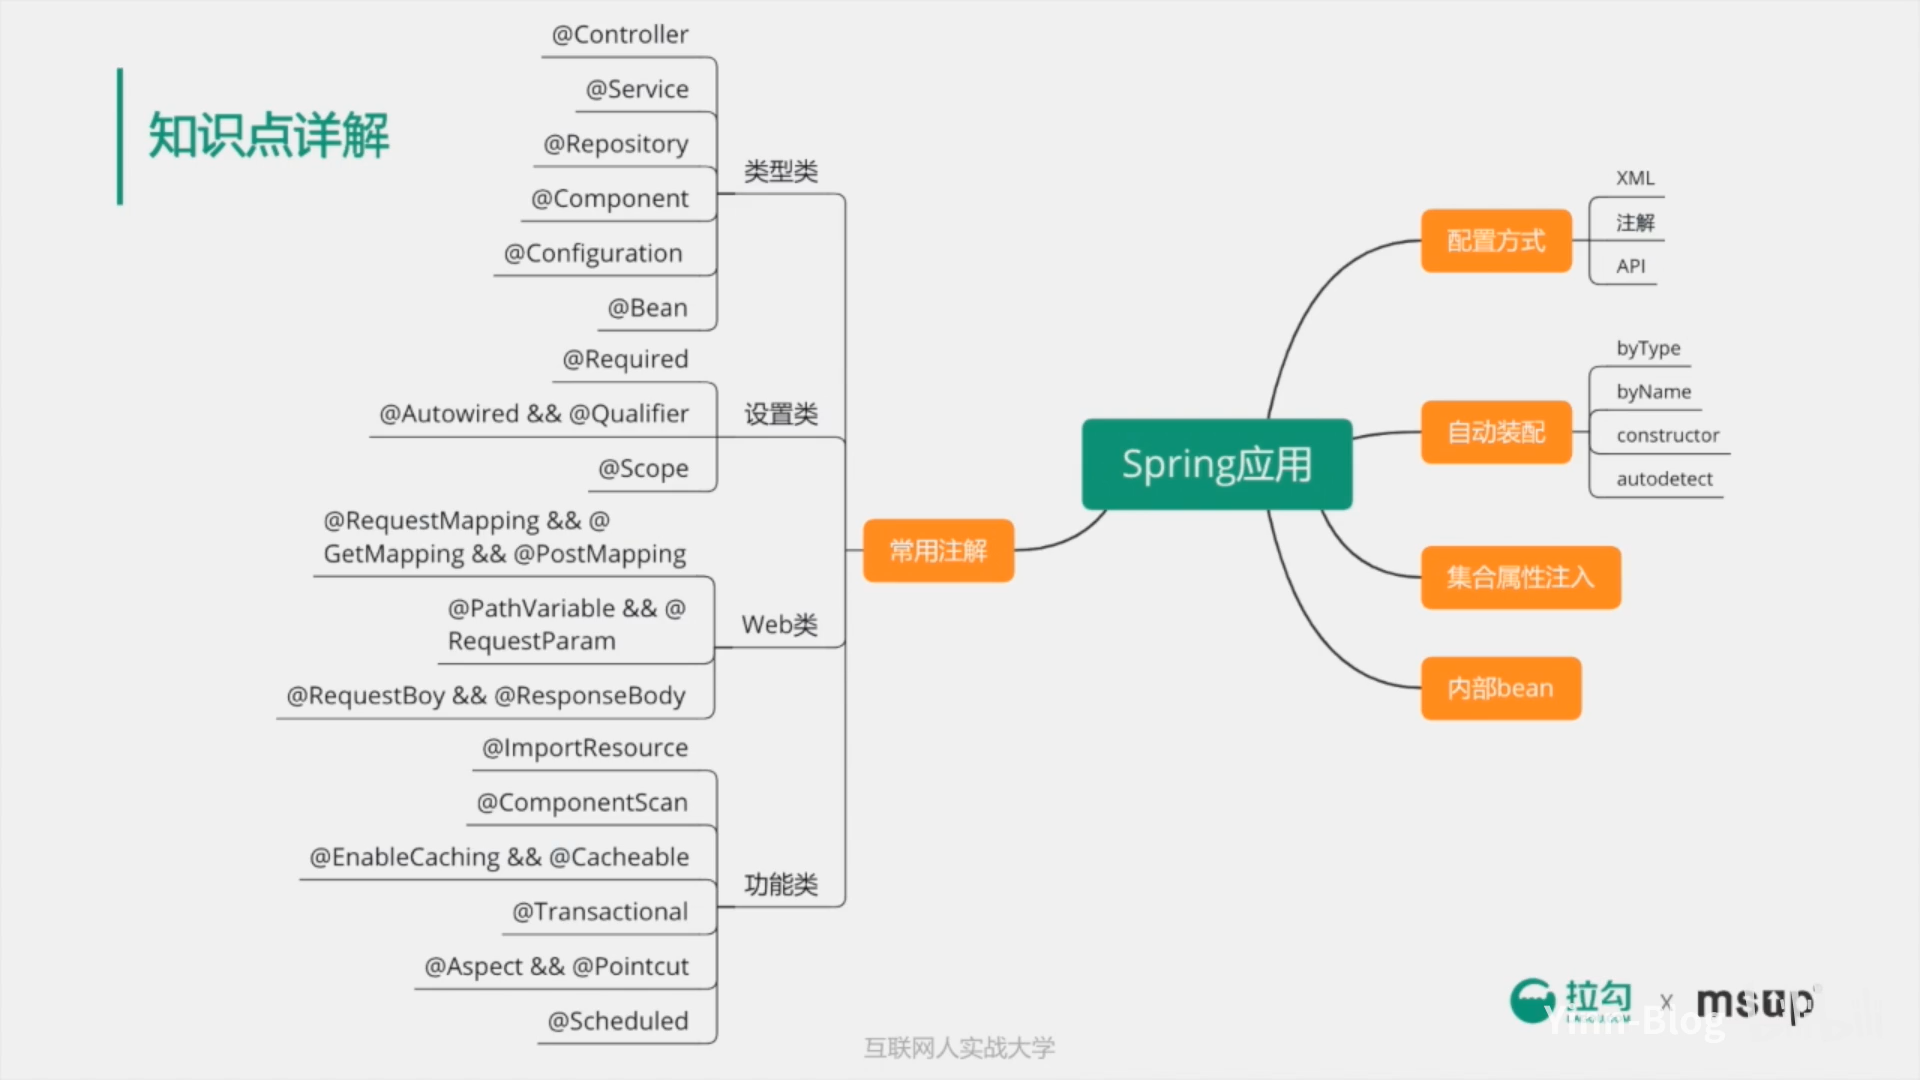 知识点详解
@Controller
@Service
@Repository
@Component
@Configuration
@Bean
类型类
@Required
@Autowired && @Qualifier
@Scope
设置类
@RequestMapping && @
GetMapping && @PostMapping
@PathVariable && @
RequestParam
@RequestBoy && @ResponseBody
Web类
@ImportResource
@ComponentScan
@EnableCaching && @Cacheable
@Transactional
@Aspect && @Pointcut
@Scheduled
功能类
常用注解
Spring应用
配置方式
XML
注解
API
自动装配
byType
byName
constructor
autodetect
集合属性注入
内部bean
拉勾 x msup
Yinn-Blog
互联网人实战大学